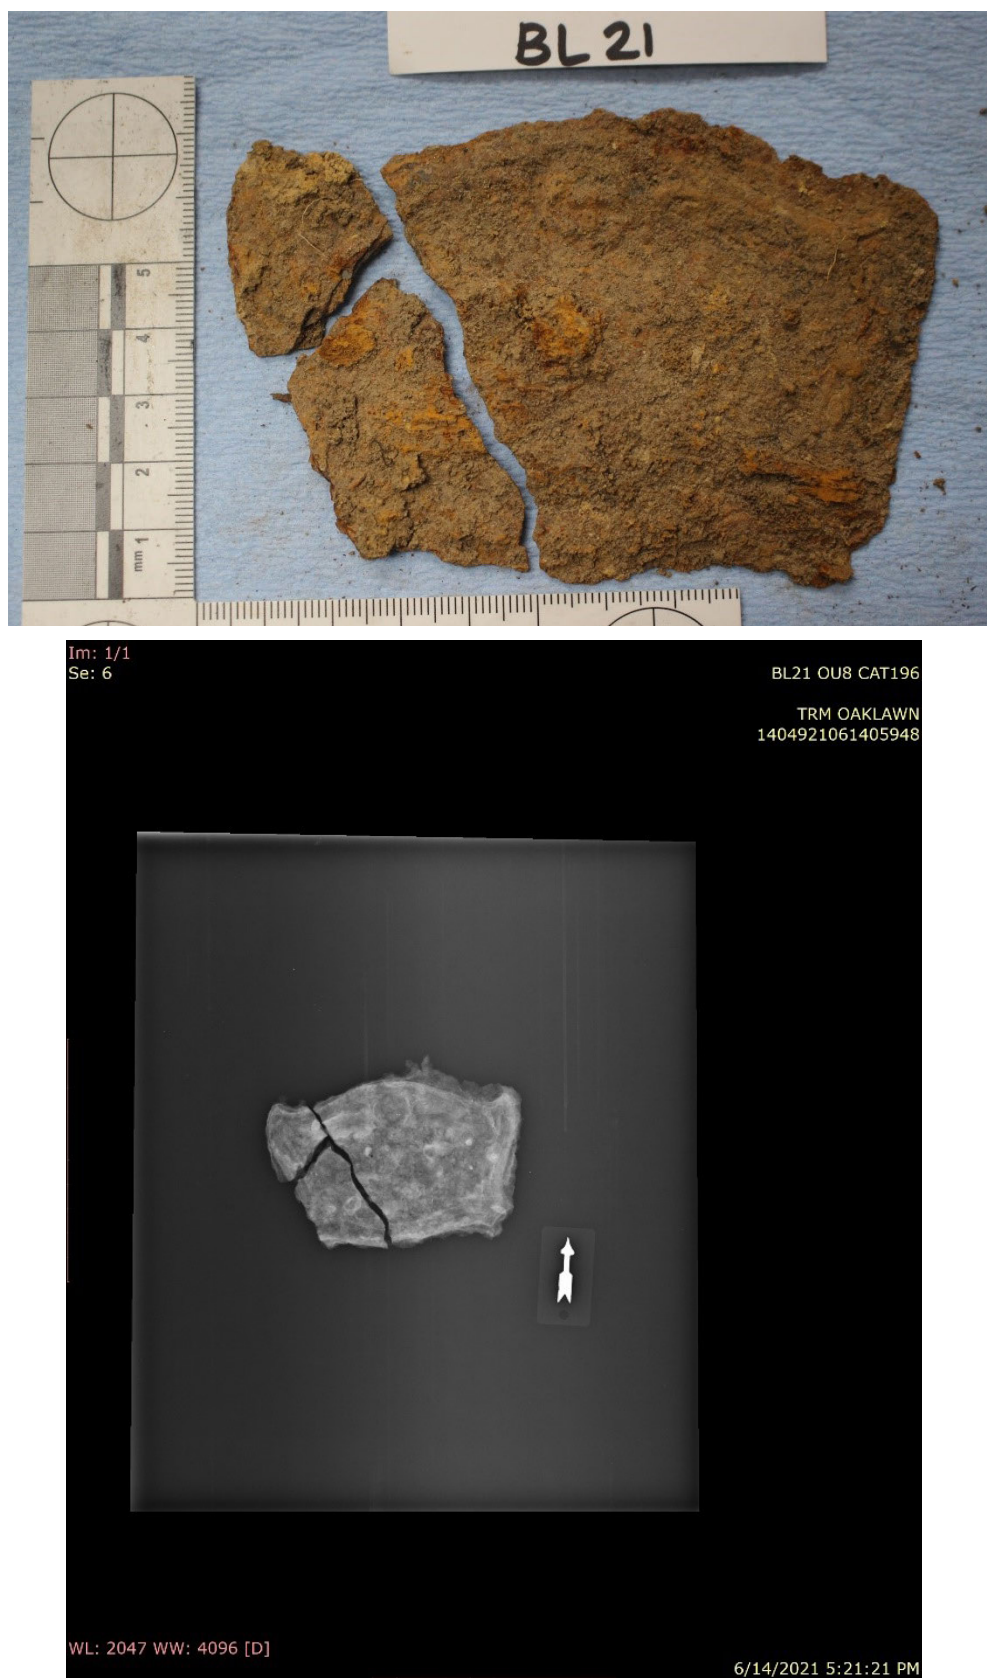 BL 21
5
4
3
2
mm 1
Im: 1/1
Se: 6
BL21 OU8 CAT196
TRM OAKLAWN
1404921061405948
WL: 2047 WW: 4096 [D]
6/14/2021 5:21:21 PM